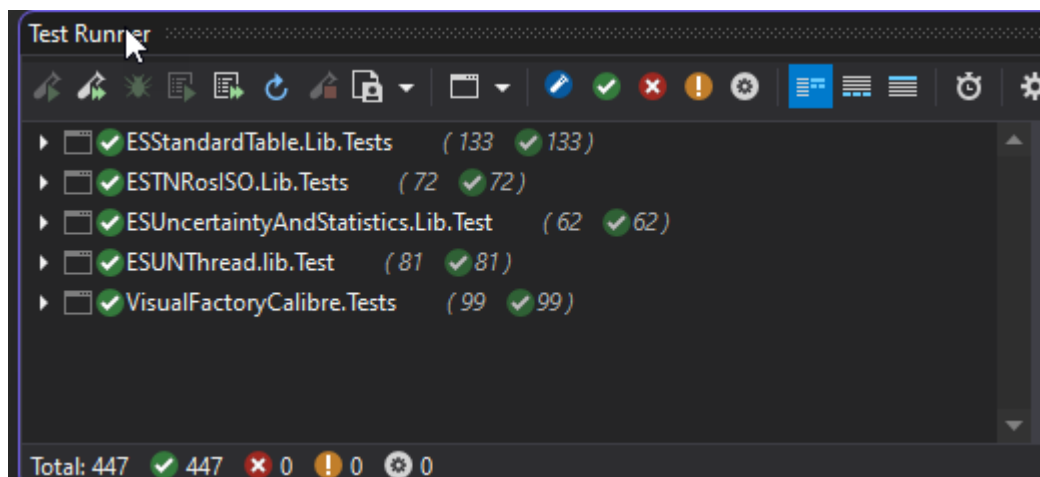 Test Runner
ESStandardTable.Lib.Tests (133 133)
ESTNRosISO.Lib.Tests (72 72)
ESUncertaintyAndStatistics.Lib.Test (62 62)
ESUNThread.lib.Test (81 81)
VisualFactoryCalibre.Tests (99 99)
Total: 447 447 0 0 0